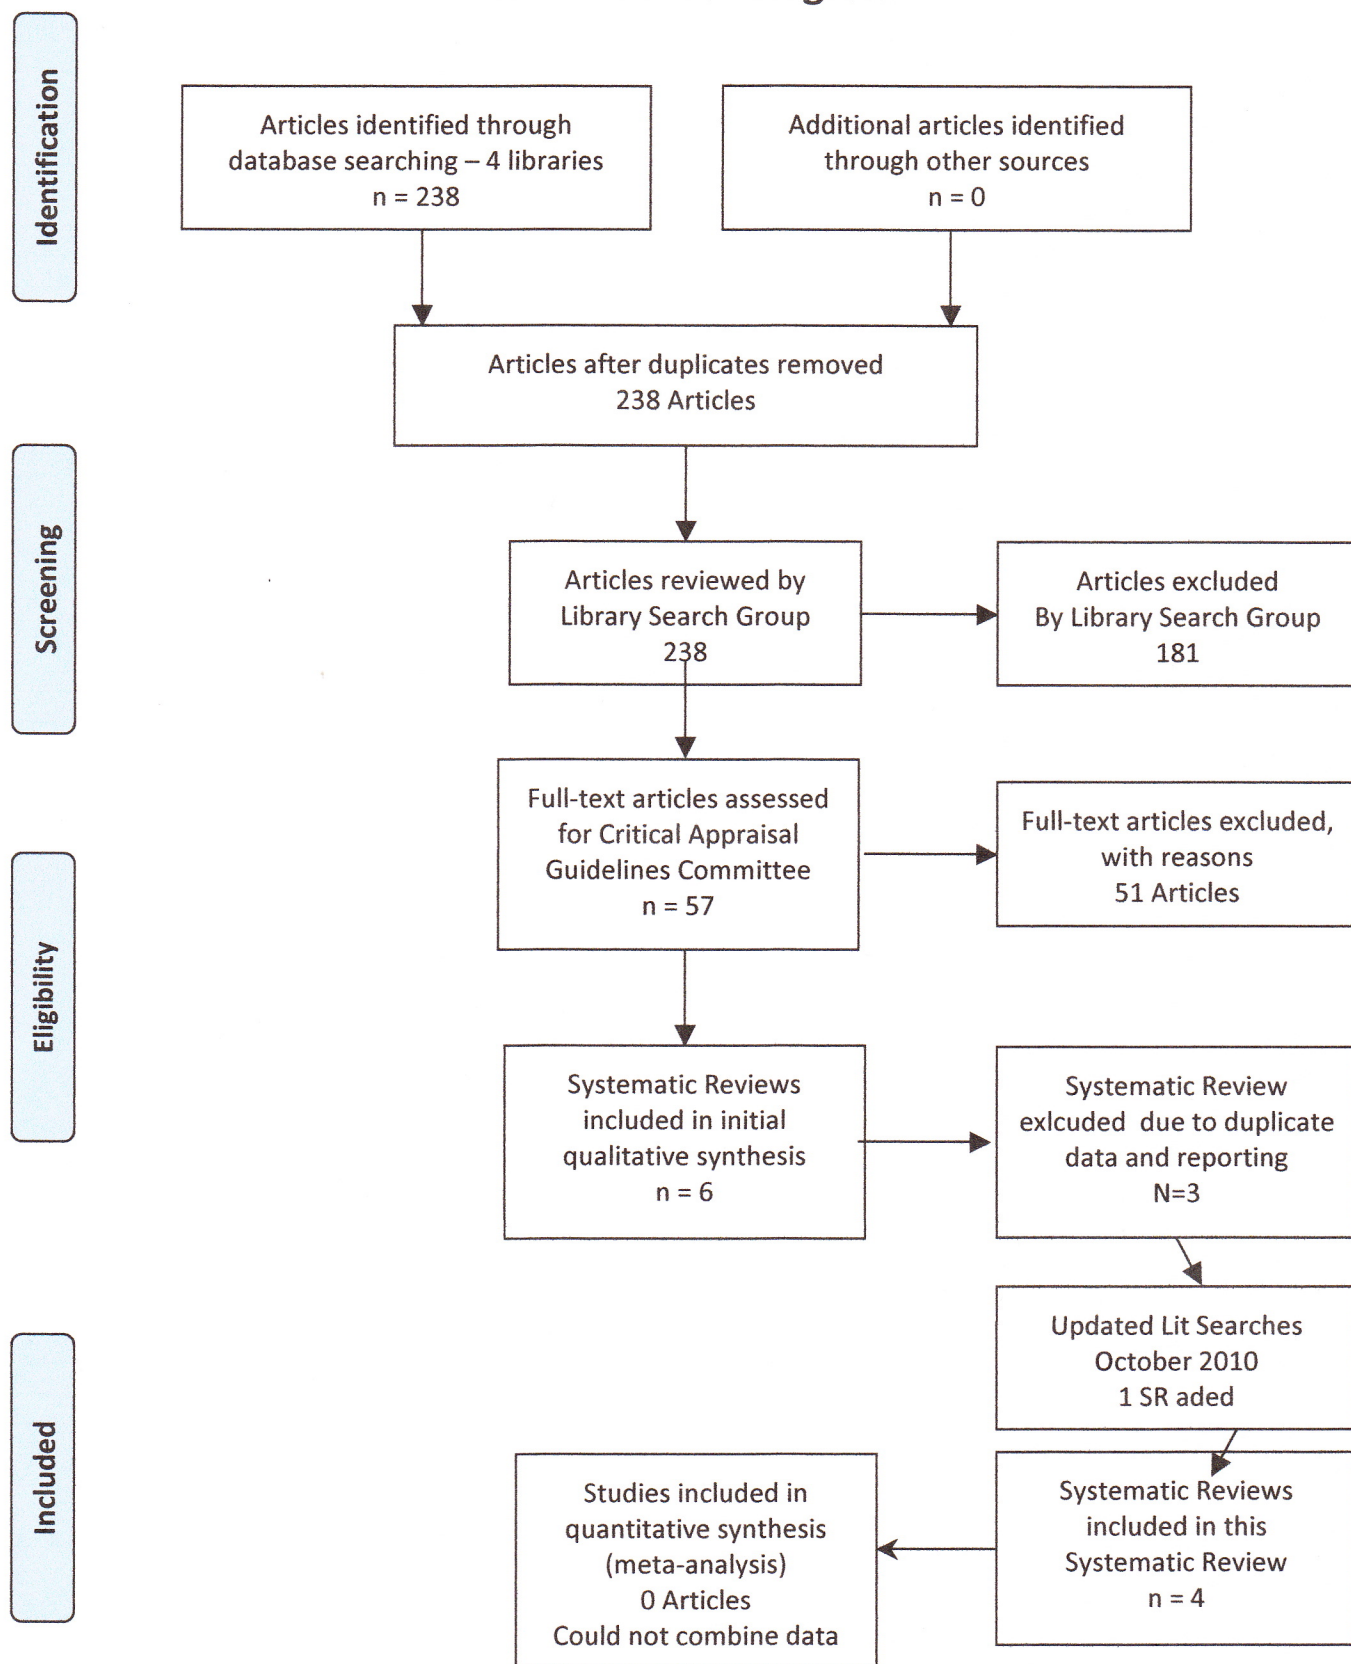 Identification
Articles identified through
database searching – 4 libraries
n = 238
Additional articles identified
through other sources
n = 0
Articles after duplicates removed
238 Articles
Screening
Articles reviewed by
Library Search Group
238
Articles excluded
By Library Search Group
181
Eligibility
Full-text articles assessed
for Critical Appraisal
Guidelines Committee
n = 57
Full-text articles excluded,
with reasons
51 Articles
Systematic Reviews
included in initial
qualitative synthesis
n = 6
Systematic Review
exlcuded due to duplicate
data and reporting
N=3
Updated Lit Searches
October 2010
1 SR aded
Included
Systematic Reviews
included in this
Systematic Review
n = 4
Studies included in
quantitative synthesis
(meta-analysis)
0 Articles
Could not combine data